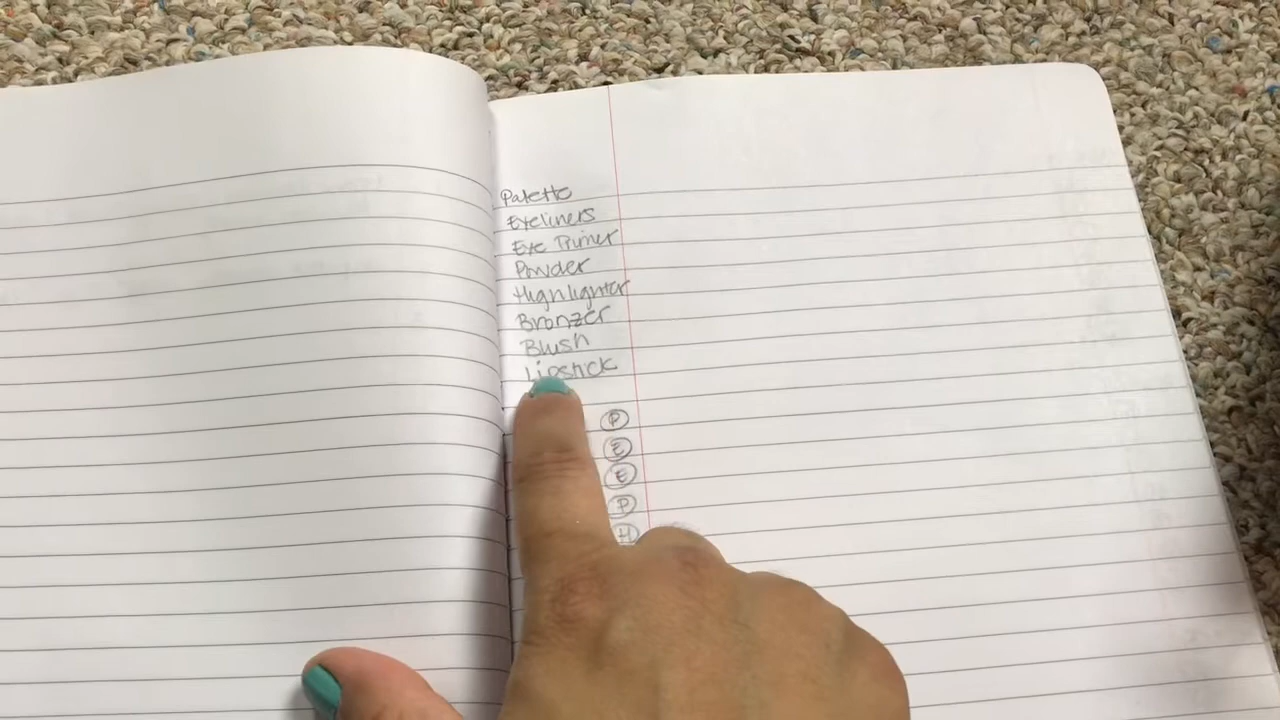 Palette
Eyeliners
Eye Primer
Powder
Highlighter
Bronzer
Blush
Lipstick
P
E
E
P
H